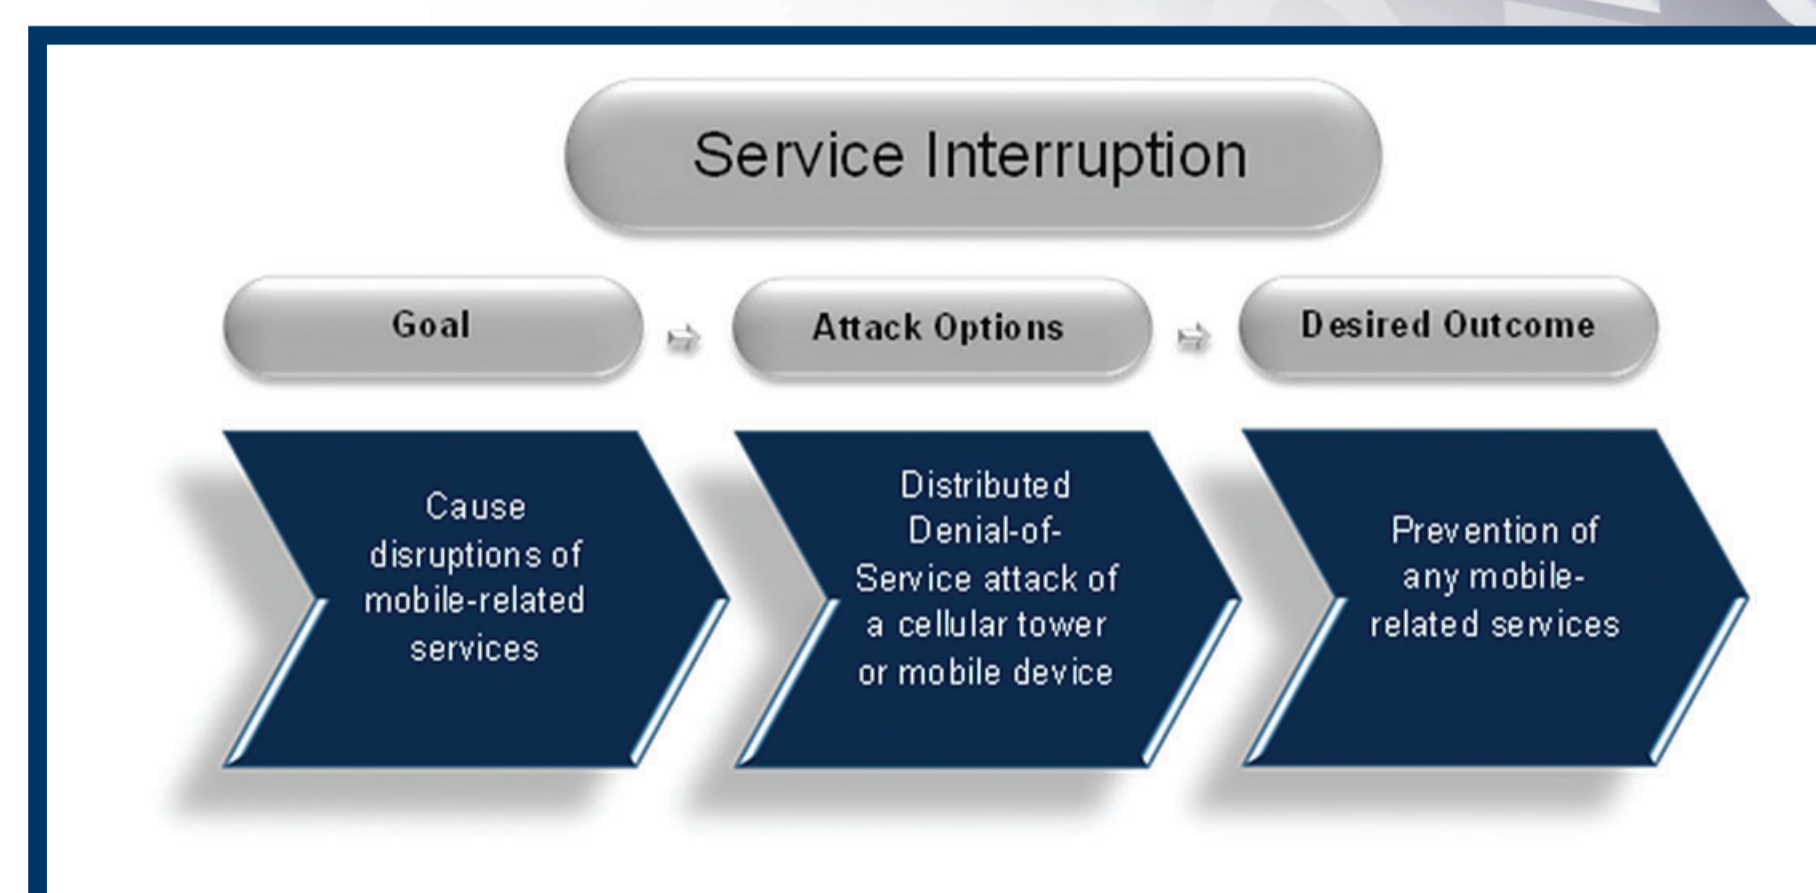 Service Interruption
Goal
Attack Options
Desired Outcome
Cause
disruptions of
mobile-related
services
Distributed
Denial-of-
Service attack of
a cellular tower
or mobile device
Prevention of
any mobile-
related services